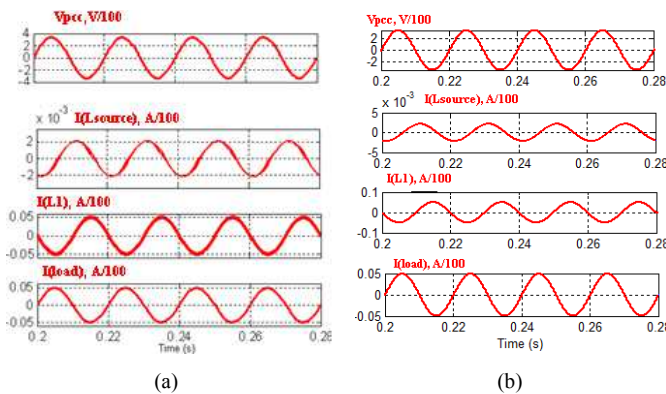 Vpcc, V/100
4
2
0
-2
-4
x 10^-3
I(Lsource), A/100
2
0
-2
I(L1), A/100
0.05
0
-0.05
I(load), A/100
0.05
0
-0.05
0.2 0.22 0.24 0.26 0.28
Time (s)
(a)
Vpcc, V/100
2
0
-2
0.2 0.22 0.24 0.26 0.28
x 10^-3
I(Lsource), A/100
5
0
-5
0.2 0.22 0.24 0.26 0.28
I(L1), A/100
0.1
0
-0.1
0.2 0.22 0.24 0.26 0.28
I(load), A/100
0.05
0
-0.05
0.2 0.22 0.24 0.26 0.28
Time (s)
(b)